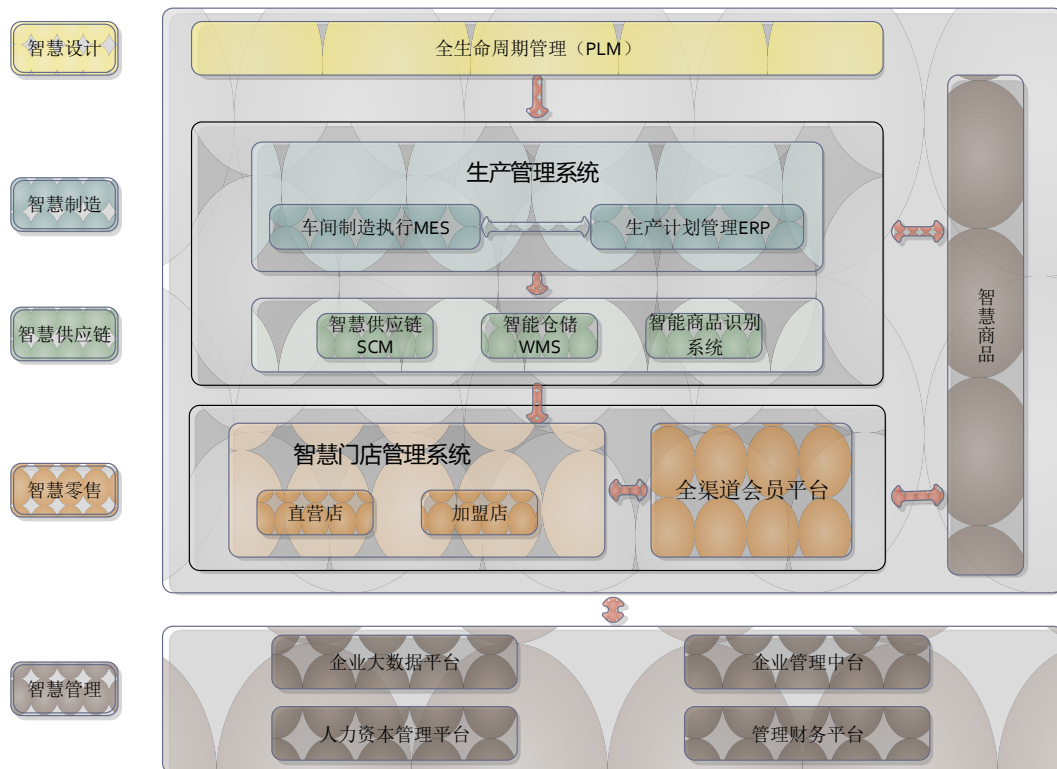 智慧设计
全生命周期管理（PLM）
生产管理系统
智慧制造
车间制造执行MES
生产计划管理ERP
智慧供应链
智慧供应链
SCM
智能仓储
WMS
智能商品识别
系统
智慧商品
智慧门店管理系统
智慧零售
直营店
加盟店
全渠道会员平台
企业大数据平台
企业管理中台
智慧管理
人力资本管理平台
管理财务平台